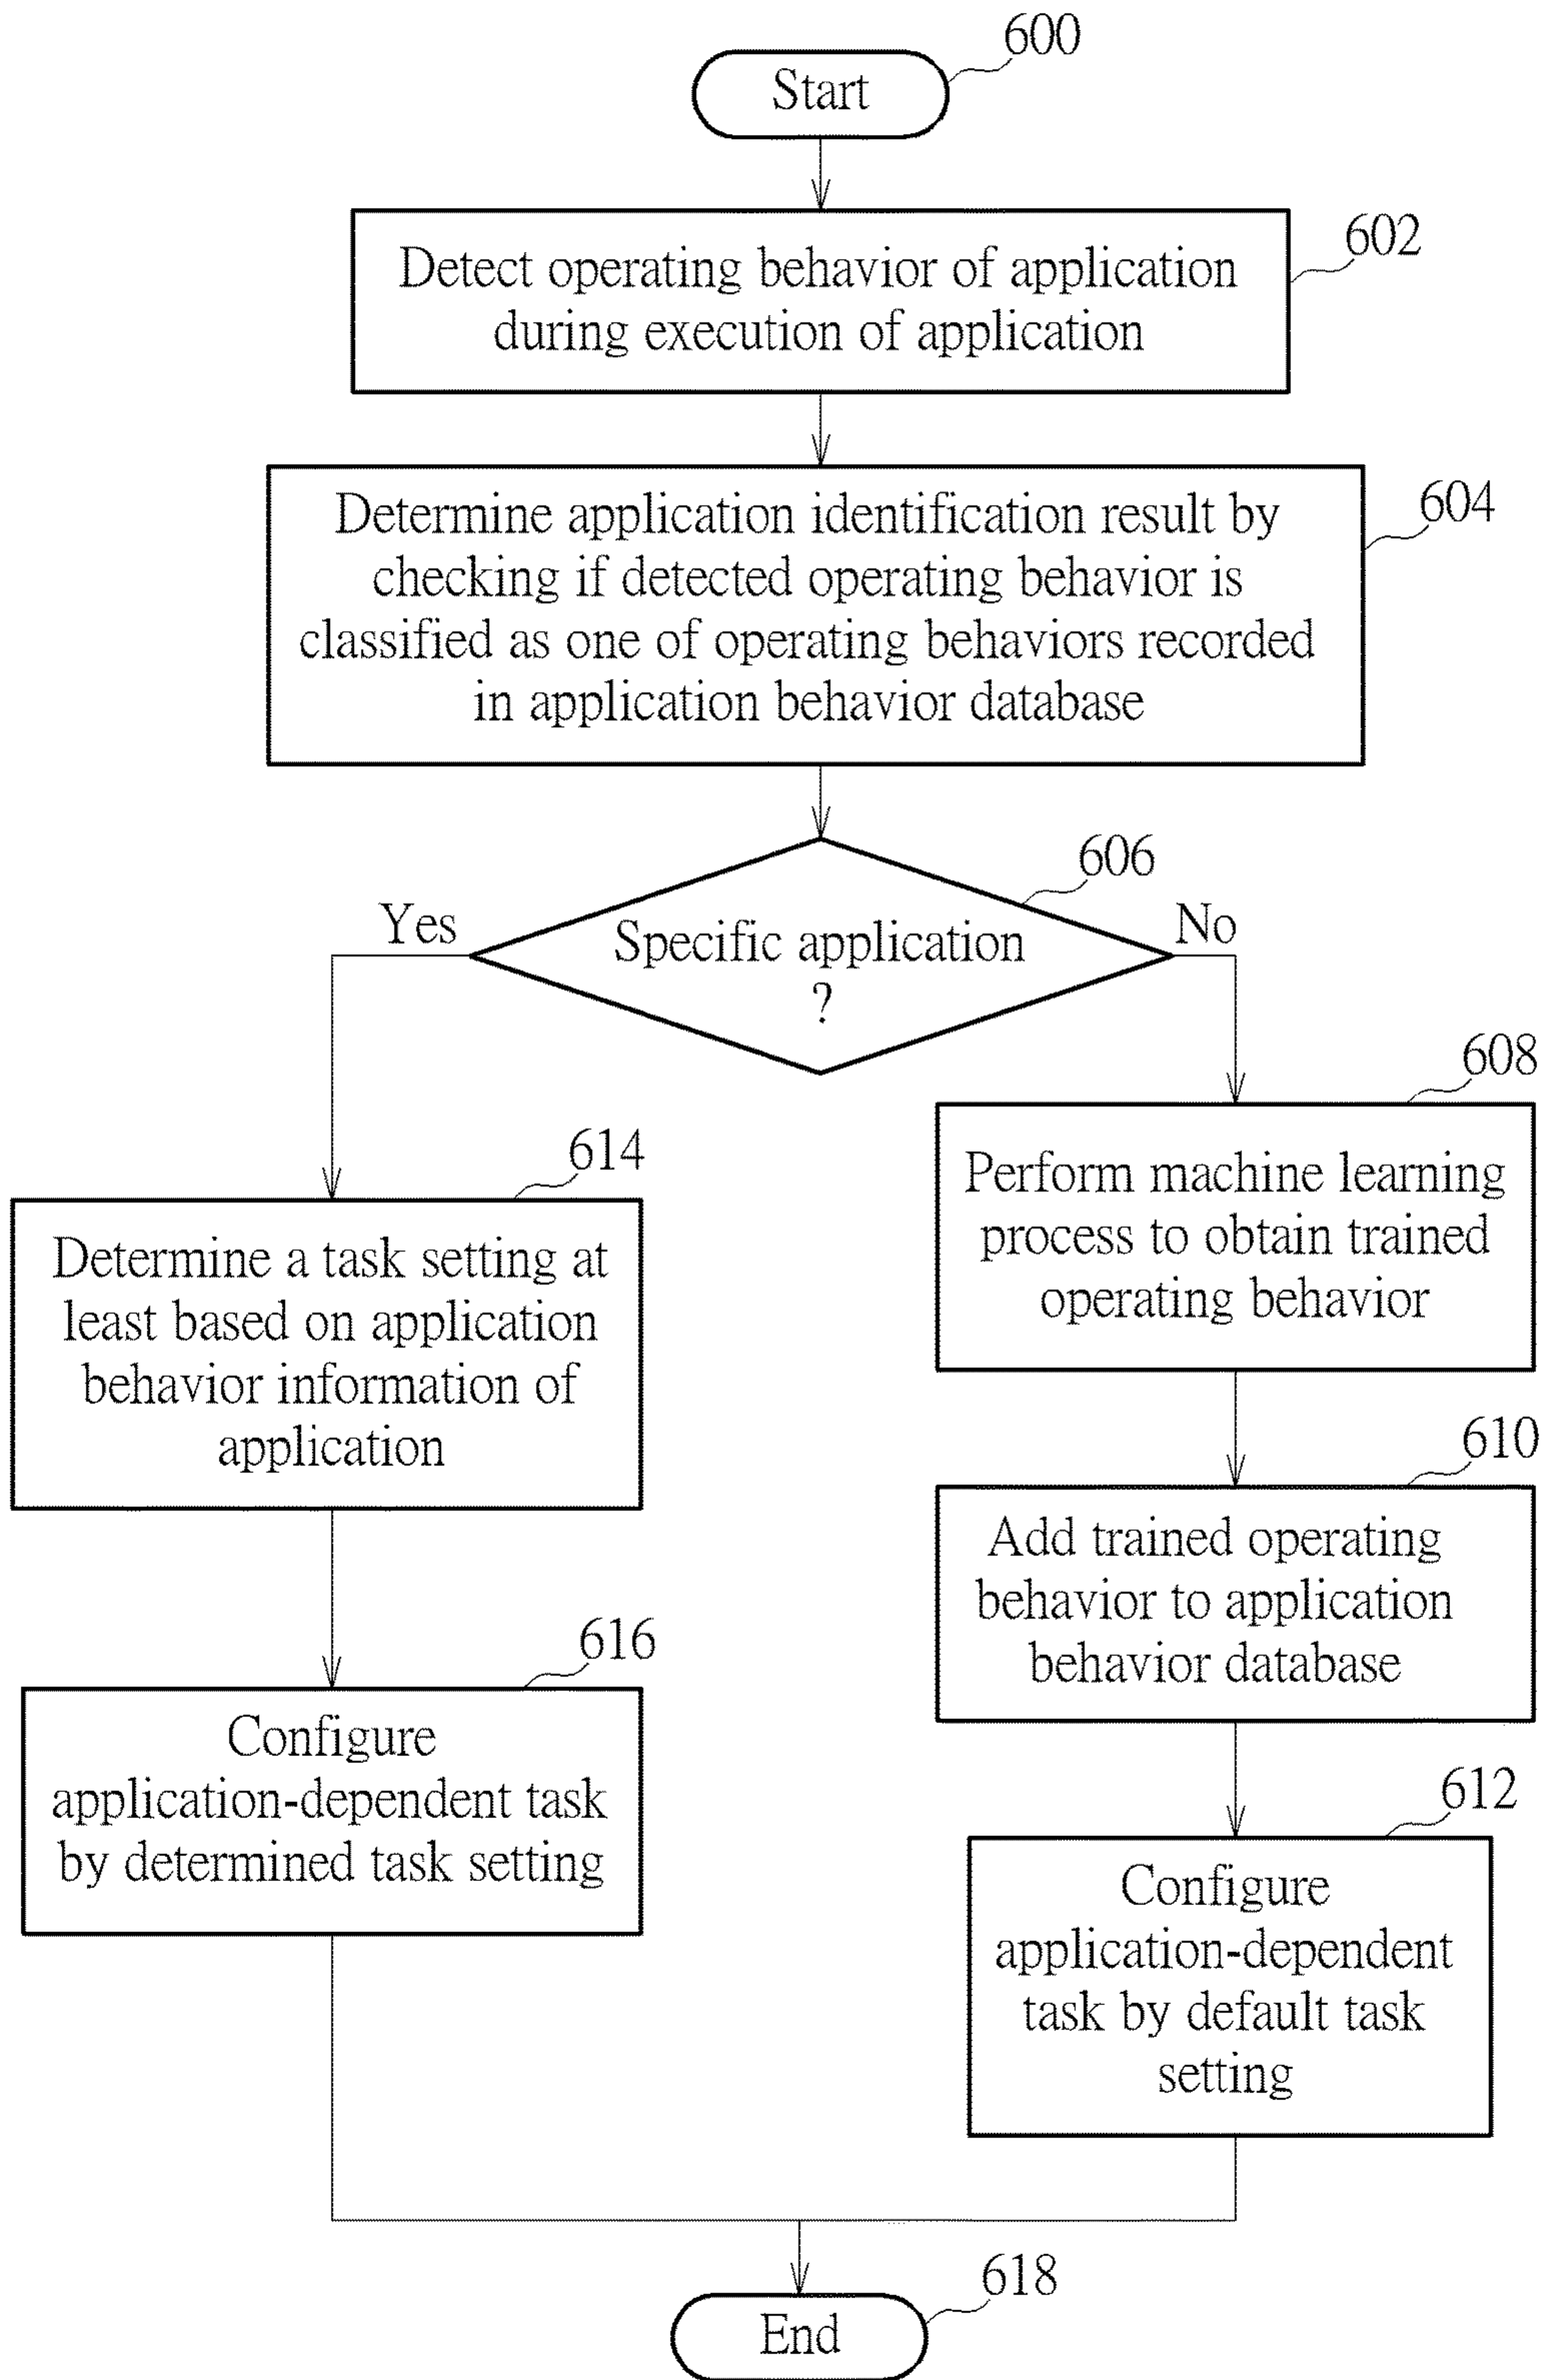 600
Start
602
Detect operating behavior of application
during execution of application
604
Determine application identification result by
checking if detected operating behavior is
classified as one of operating behaviors recorded
in application behavior database
606
Yes
Specific application
?
No
608
Perform machine learning
process to obtain trained
operating behavior
614
Determine a task setting at
least based on application
behavior information of
application
610
Add trained operating
behavior to application
behavior database
616
Configure
application-dependent task
by determined task setting
612
Configure
application-dependent
task by default task
setting
618
End